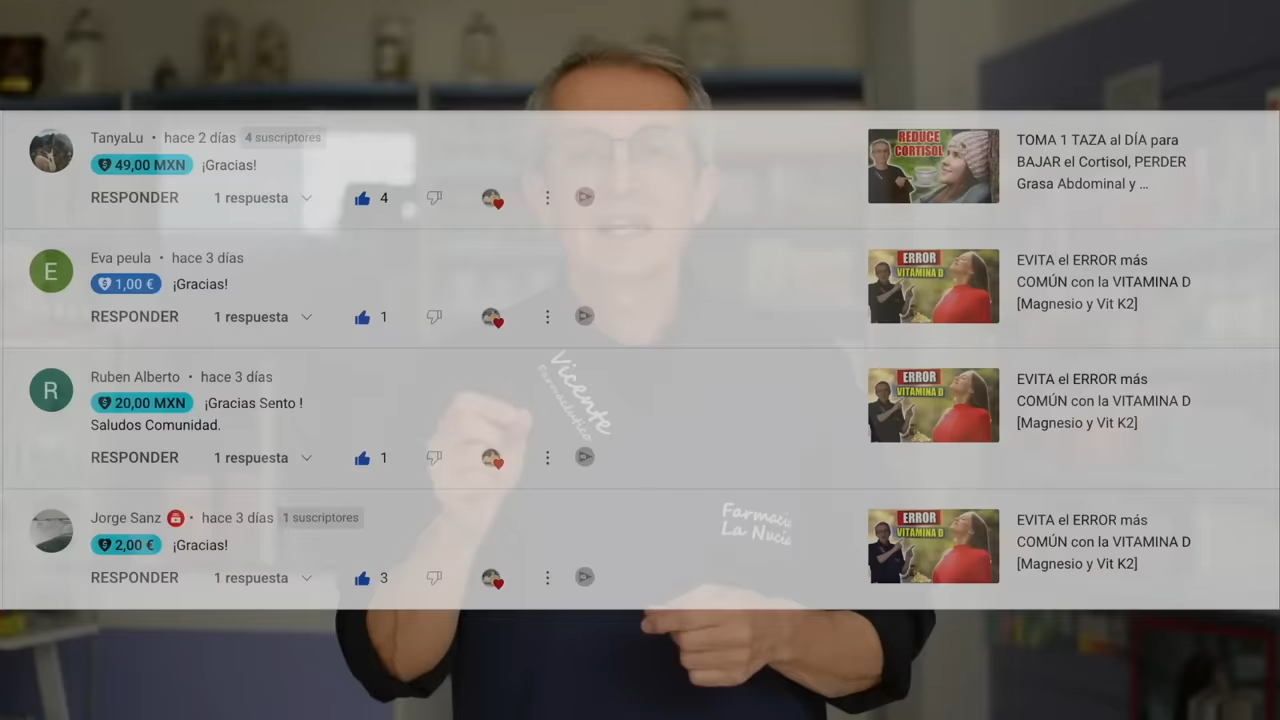 TanyaLu • hace 2 días 4 suscriptores
49,00 MXN ¡Gracias!
RESPONDER 1 respuesta 4
REDUCE
CORTISOL
TOMA 1 TAZA al DÍA para
BAJAR el Cortisol, PERDER
Grasa Abdominal y ...
E
Eva peula • hace 3 días
1,00 € ¡Gracias!
RESPONDER 1 respuesta 1
ERROR
VITAMINA D
EVITA el ERROR más
COMÚN con la VITAMINA D
[Magnesio y Vit K2]
R
Ruben Alberto • hace 3 días
20,00 MXN ¡Gracias Sento !
Saludos Comunidad.
RESPONDER 1 respuesta 1
ERROR
VITAMINA D
EVITA el ERROR más
COMÚN con la VITAMINA D
[Magnesio y Vit K2]
Jorge Sanz • hace 3 días 1 suscriptores
2,00 € ¡Gracias!
RESPONDER 1 respuesta 3
ERROR
VITAMINA D
EVITA el ERROR más
COMÚN con la VITAMINA D
[Magnesio y Vit K2]
Vicente
Farmacéutico
Farmacia
La Nucía